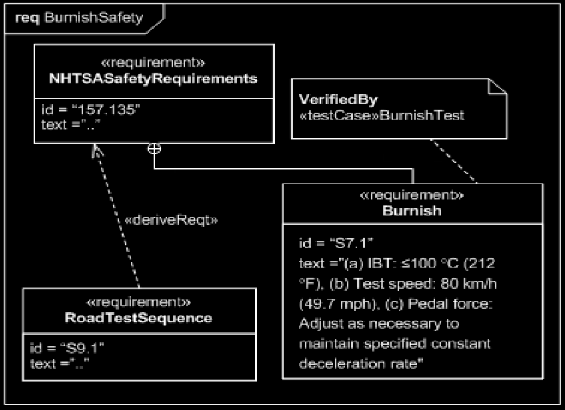 req BurnishSafety
«requirement»
NHTSASafetyRequirements
id = “157.135”
text =”..”
VerifiedBy
«testCase»BurnishTest
«deriveReqt»
«requirement»
Burnish
id = “S7.1”
text =”(a) IBT: ≤100 °C (212
°F), (b) Test speed: 80 km/h
(49.7 mph), (c) Pedal force:
Adjust as necessary to
maintain specified constant
deceleration rate"
«requirement»
RoadTestSequence
id = “S9.1”
text =”..”